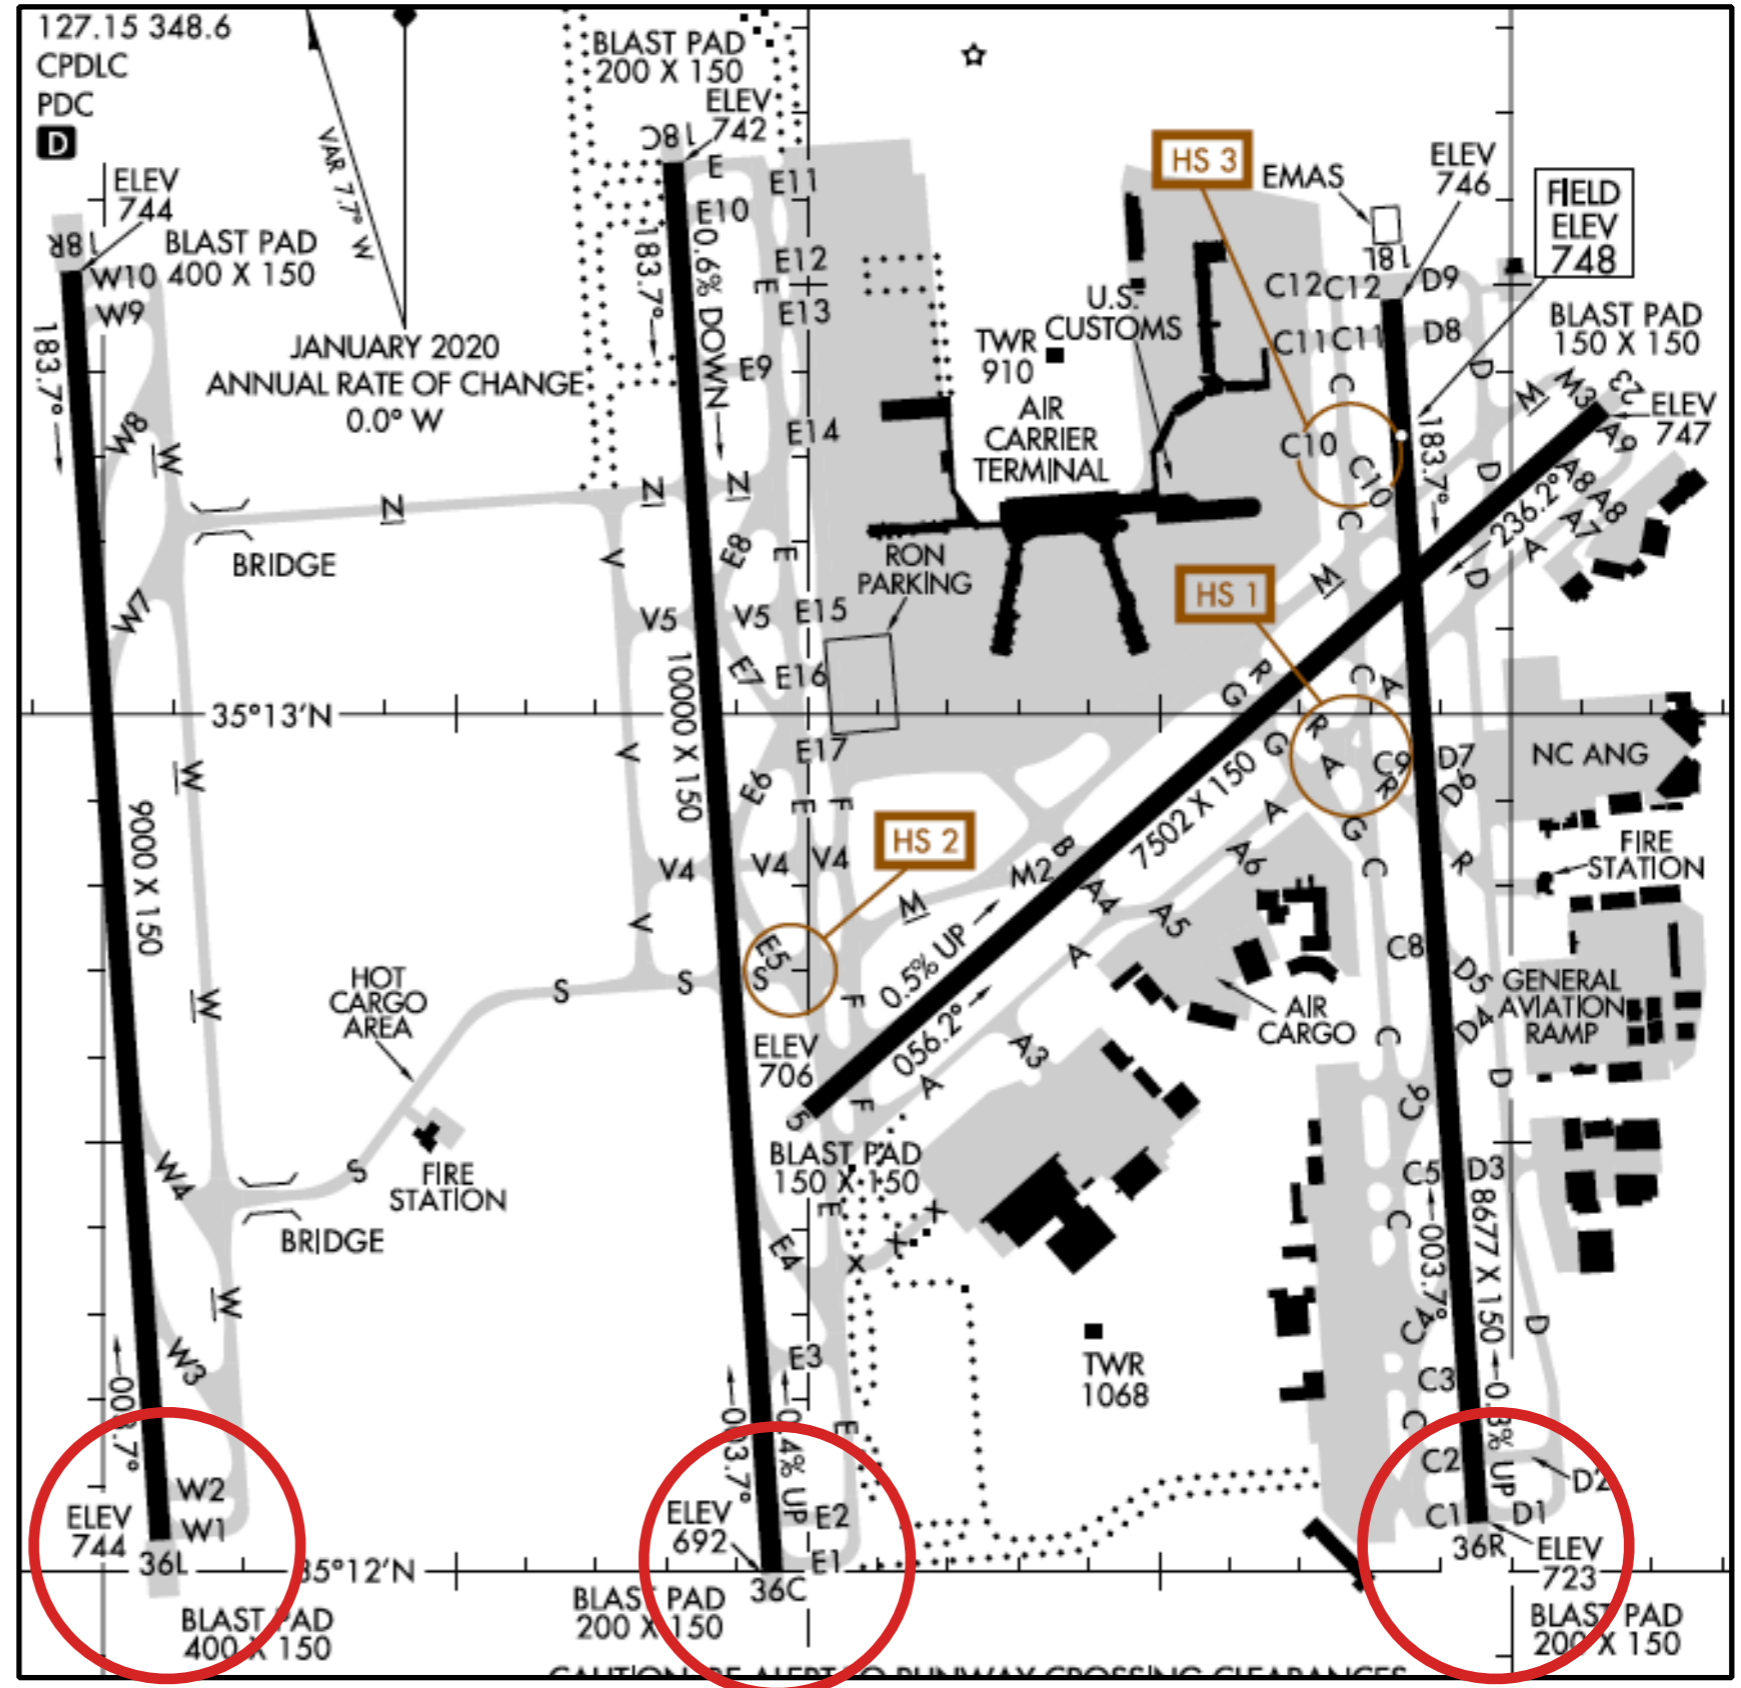 127.15 348.6
CPDLC
PDC
D
VAR 7.7° W
JANUARY 2020
ANNUAL RATE OF CHANGE
0.0° W
ELEV
744
18R
BLAST PAD
400 X 150
W10
W9
183.7°
W8
W
W7
N
BRIDGE
35°13'N
W
9000 X 150
W
HOT
CARGO
AREA
S
S
FIRE
STATION
W4
BRIDGE
W
W3
003.7°
W2
W1
ELEV
744
36L
35°12'N
BLAST PAD
400 X 150
BLAST PAD
200 X 150
ELEV
742
18C
E
E11
E10
183.7°
0.6% DOWN
E12
E
E13
E9
E14
N
N
V
E8
E
V5
V5
E15
E7
E16
10000 X 150
E17
V
E6
E
F
V4
V4
V4
HS 2
V
E5
S
S
F
ELEV
706
5
F
BLAST PAD
150 X 150
E
E4
X
X
X
E3
E
003.7°
0.4% UP
ELEV
692
E2
E1
36C
BLAST PAD
200 X 150
HS 3
EMAS
ELEV
746
FIELD
ELEV
748
18L
C12
C12
D9
BLAST PAD
150 X 150
U.S.
CUSTOMS
TWR
910
C11
C11
D8
D
C
M
M3
23
ELEV
747
AIR
CARRIER
TERMINAL
C10
C10
183.7°
A9
D
A8
A8
A7
236.2°
C
A
D
RON
PARKING
HS 1
M
R
G
C
A
R
G
A
C9
R
D7
D6
NC ANG
7502 X 150
A
G
FIRE
STATION
B
M2
A6
C
R
M
A4
A5
0.5% UP
A
C8
D5
GENERAL
AVIATION
RAMP
056.2°
AIR
CARGO
C
D4
A3
A
D
C6
C5
D3
C
8677 X 150
003.7°
C4
D
TWR
1068
C3
C
0.3% UP
C2
D2
C1
D1
36R
ELEV
723
BLAST PAD
200 X 150
CAUTION: BE ALERT TO RUNWAY CROSSING CLEARANCES